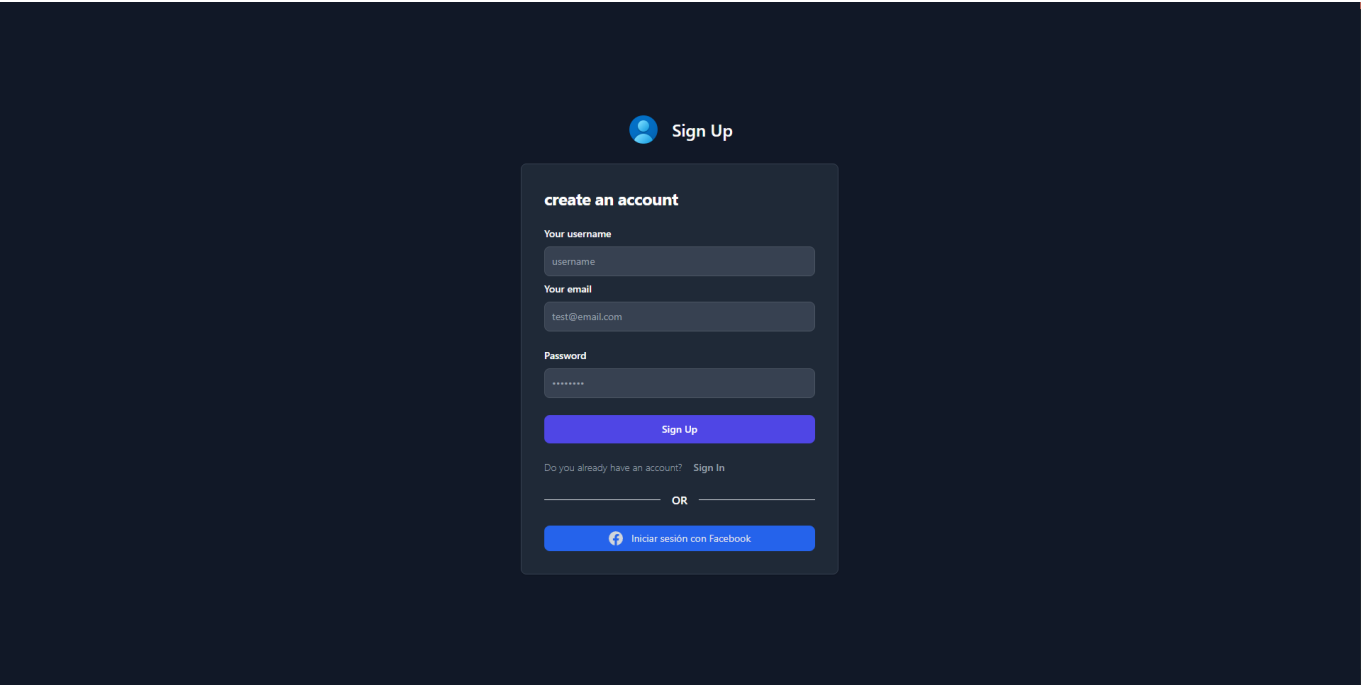 Sign Up
create an account
Your username
username
Your email
test@email.com
Password
••••••••
Sign Up
Do you already have an account? Sign In
OR
Iniciar sesión con Facebook